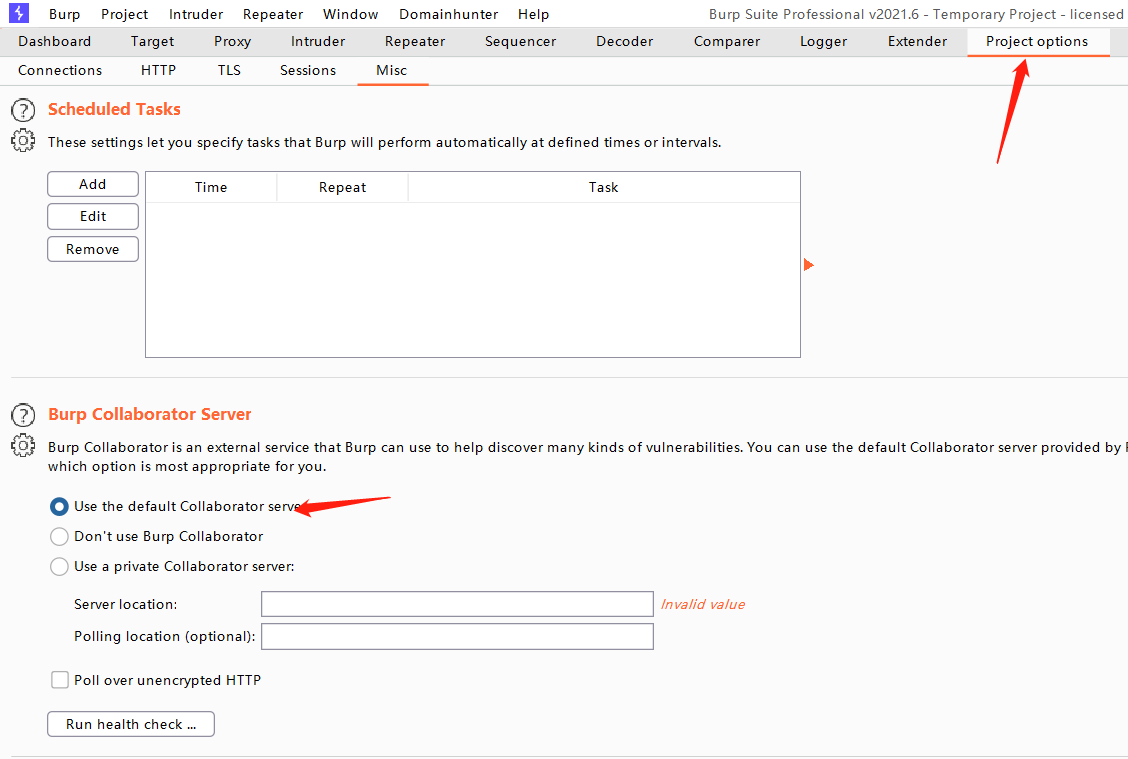 Burp Project Intruder Repeater Window Domainhunter Help Burp Suite Professional v2021.6 - Temporary Project - licensed
Dashboard Target Proxy Intruder Repeater Sequencer Decoder Comparer Logger Extender Project options
Connections HTTP TLS Sessions Misc
Scheduled Tasks
These settings let you specify tasks that Burp will perform automatically at defined times or intervals.
Add
Time Repeat Task
Edit
Remove
Burp Collaborator Server
Burp Collaborator is an external service that Burp can use to help discover many kinds of vulnerabilities. You can use the default Collaborator server provided by
which option is most appropriate for you.
Use the default Collaborator
Don't use Burp Collaborator
Use a private Collaborator server:
Server location: Invalid value
Polling location (optional):
Poll over unencrypted HTTP
Run health check ...